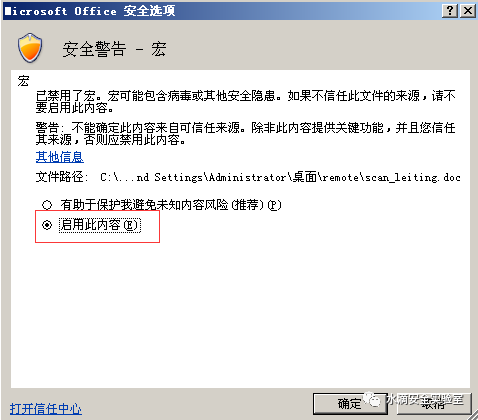 Microsoft Office 安全选项
安全警告 - 宏
宏
已禁用了宏。宏可能包含病毒或其他安全隐患。如果不信任此文件的来源，请不
要启用此内容。
警告: 不能确定此内容来自可信任来源。除非此内容提供关键功能，并且您信任
其来源，否则应禁用此内容。
其他信息
文件路径: C:\...nd Settings\Administrator\桌面\remote\scan_leiting.doc
有助于保护我避免未知内容风险(推荐)(P)
启用此内容(E)
打开信任中心
确定
取消
水滴安全实验室